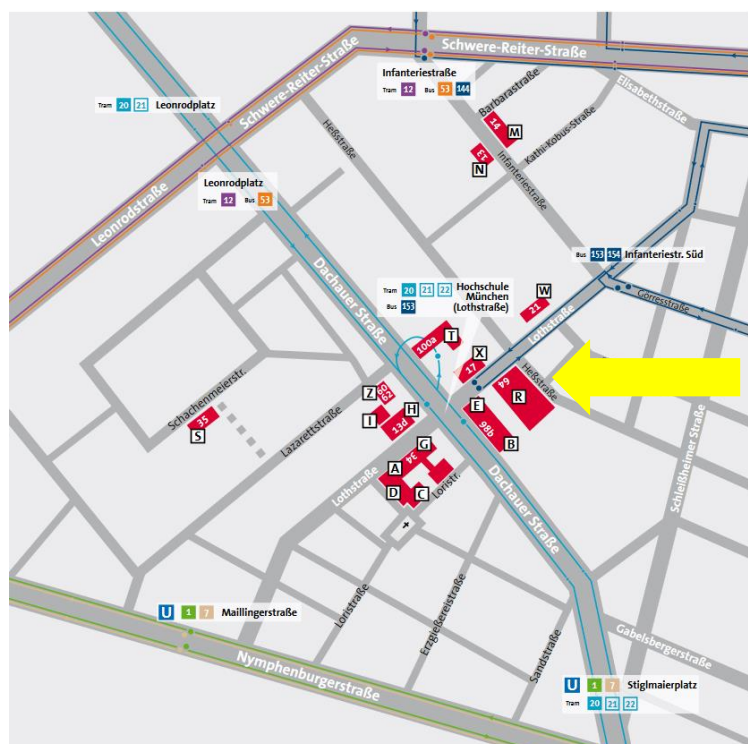 Schwere-Reiter-Straße
Schwere-Reiter-Straße
Infanteriestraße
Tram 12 Bus 53 144
Barbarastraße
Elisabethstraße
Tram 20 21 Leonrodplatz
Heßstraße
14
M
13
N
Kathi-Kobus-Straße
Infanteriestraße
Leonrodplatz
Tram 12 Bus 53
Leonrodstraße
Bus 153 154 Infanteriestr. Süd
Dachauer Straße
Tram 20 21 22 Hochschule
München
Bus 153 (Lothstraße)
W
21
Görresstraße
Lothstraße
T
100a
X
17
Heßstraße
64
R
E
Schachenmeierstr.
35
S
Lazarettstraße
Z
60
62
H
I
13d
G
34
A
98b
B
D
C
Loristr.
Lothstraße
Dachauer Straße
Schleißheimer Straße
U 1 7 Maillingerstraße
Loristraße
Erzgießereistraße
Sandstraße
Gabelsbergerstraße
Nymphenburgerstraße
U 1 7 Stiglmaierplatz
Tram 20 21 22